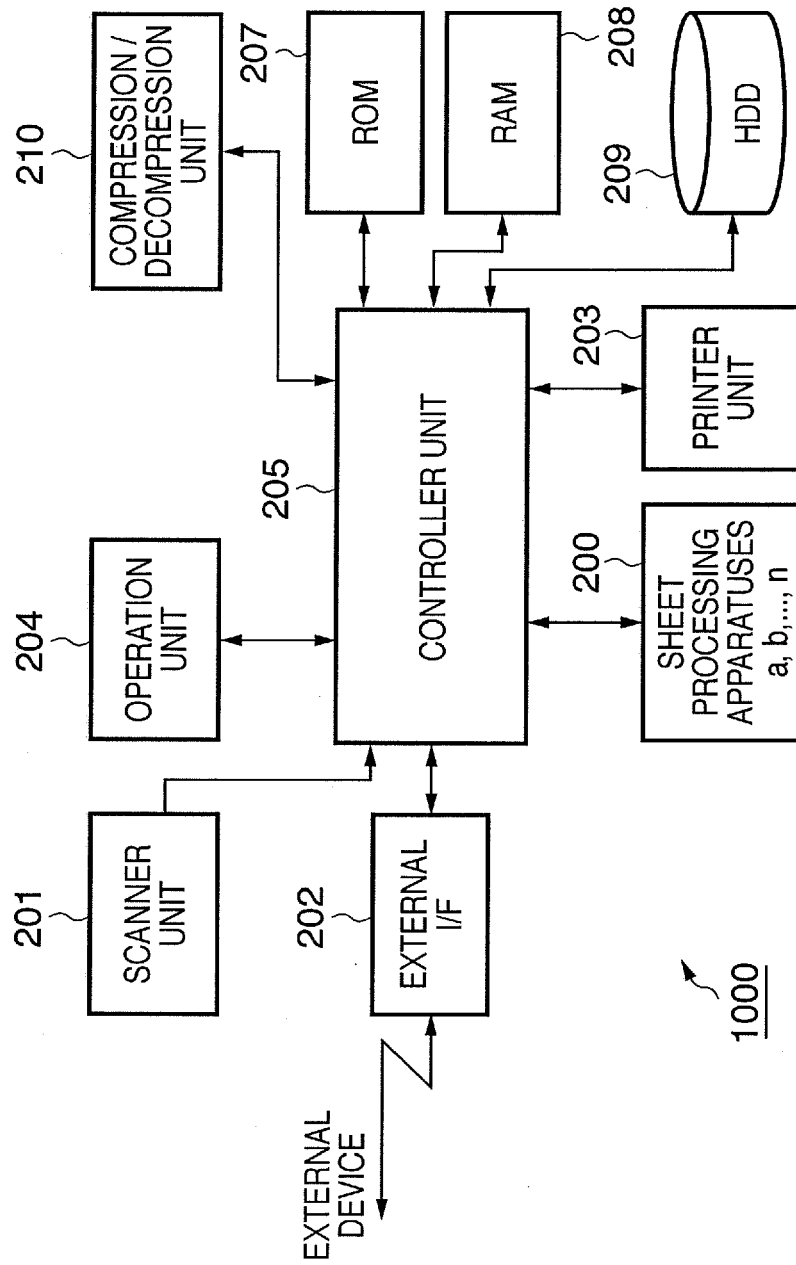 201
SCANNER
UNIT
204
OPERATION
UNIT
210
COMPRESSION /
DECOMPRESSION
UNIT
EXTERNAL
DEVICE
202
EXTERNAL
I/F
205
CONTROLLER UNIT
207
ROM
RAM
208
209
HDD
1000
200
SHEET
PROCESSING
APPARATUSES
a, b,..., n
203
PRINTER
UNIT